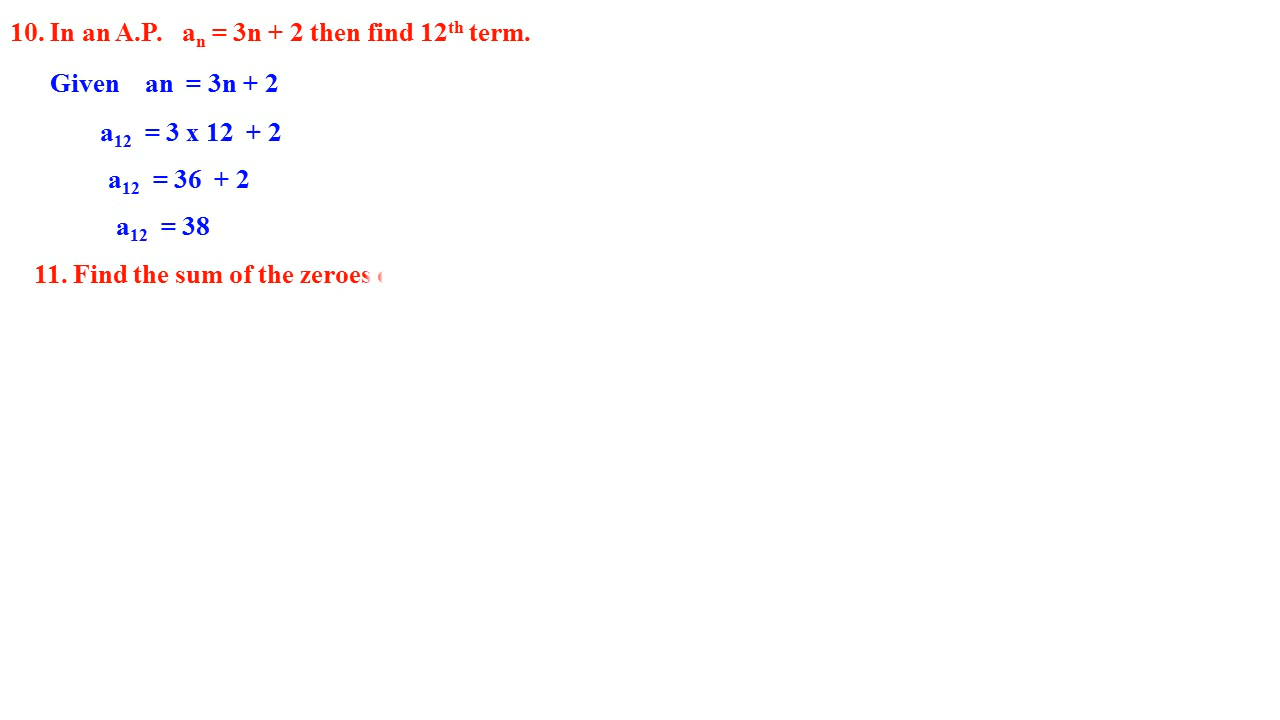 10. In an A.P. aₙ = 3n + 2 then find 12ᵗʰ term.
Given an = 3n + 2
a₁₂ = 3 x 12 + 2
a₁₂ = 36 + 2
a₁₂ = 38
11. Find the sum of the zeroes